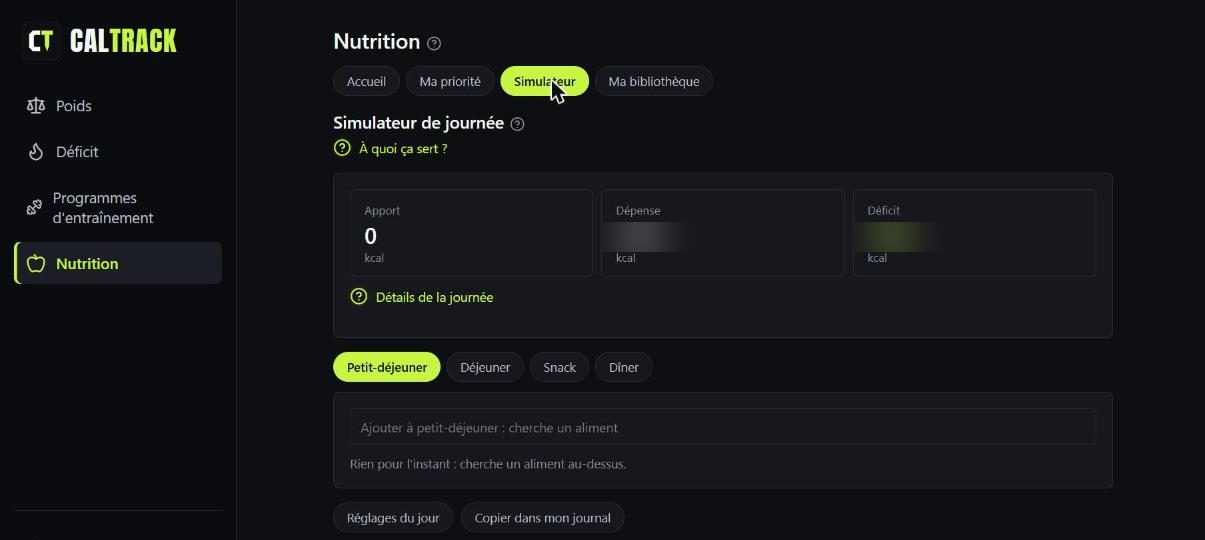 CT CALTRACK
Poids
Déficit
Programmes
d'entraînement
Nutrition
Nutrition ?
Accueil
Ma priorité
Simulateur
Ma bibliothèque
Simulateur de journée ?
? À quoi ça sert ?
Apport
0
kcal
Dépense
kcal
Déficit
kcal
? Détails de la journée
Petit-déjeuner
Déjeuner
Snack
Dîner
Ajouter à petit-déjeuner : cherche un aliment
Rien pour l'instant : cherche un aliment au-dessus.
Réglages du jour
Copier dans mon journal